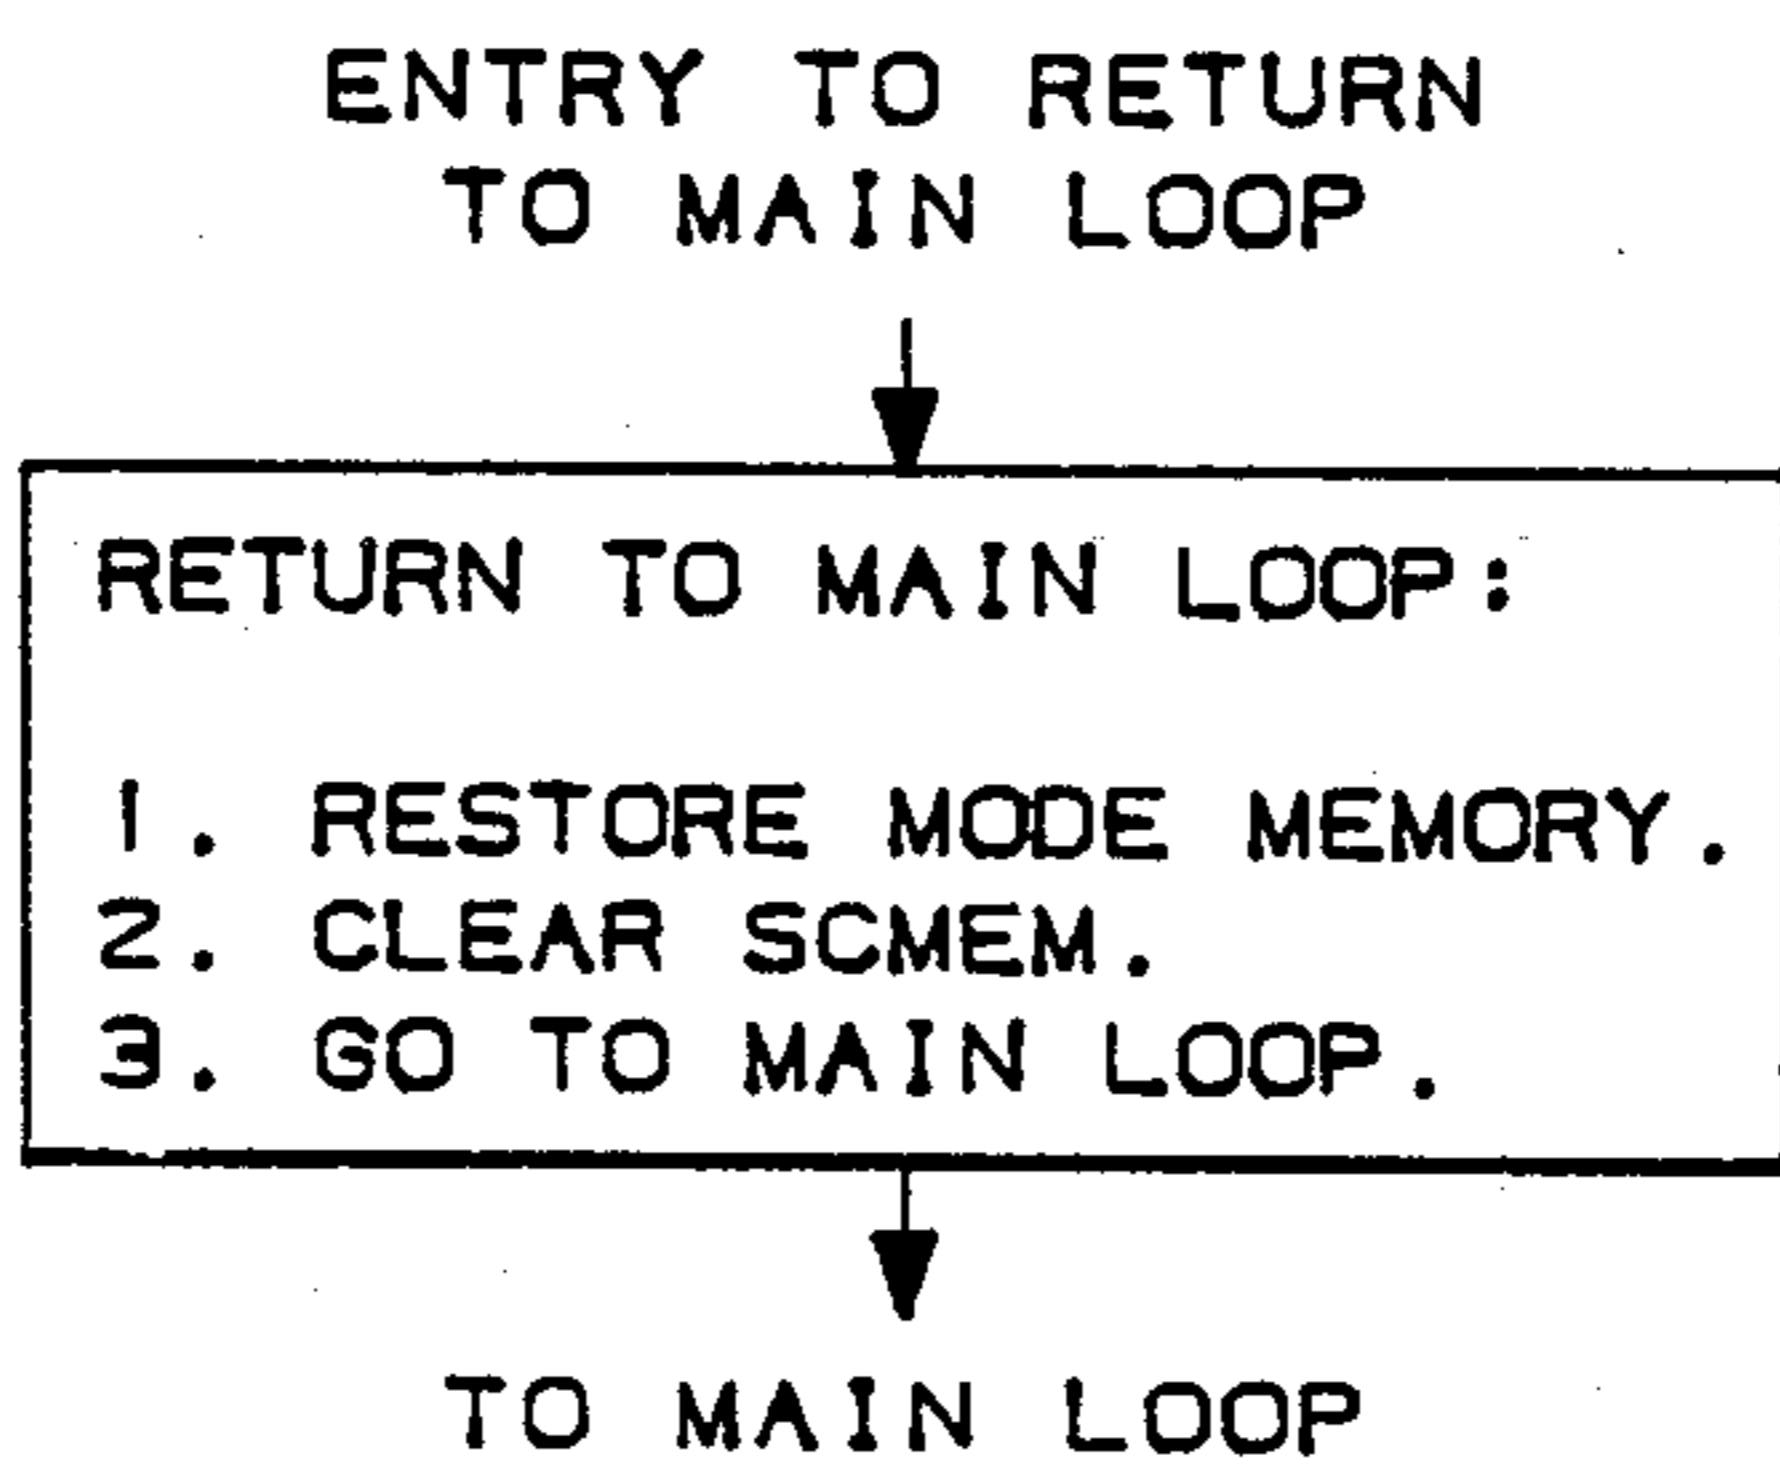 ENTRY TO RETURN
TO MAIN LOOP
RETURN TO MAIN LOOP:
1. RESTORE MODE MEMORY.
2. CLEAR SCMEM.
3. GO TO MAIN LOOP.
TO MAIN LOOP